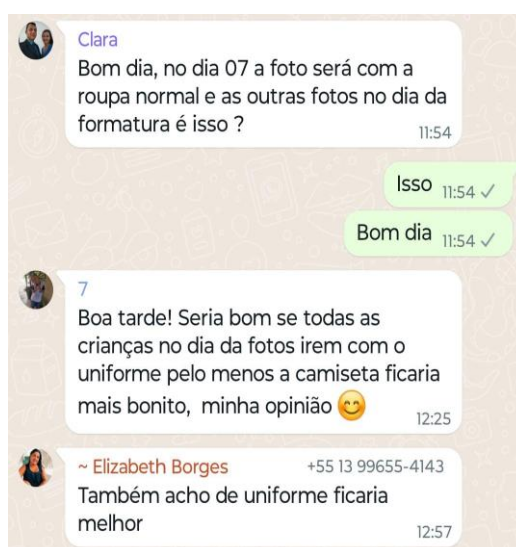 Clara
Bom dia, no dia 07 a foto será com a
roupa normal e as outras fotos no dia da
formatura é isso ?
11:54
Isso 11:54
Bom dia 11:54
7
Boa tarde! Seria bom se todas as
crianças no dia da fotos irem com o
uniforme pelo menos a camiseta ficaria
mais bonito, minha opinião 😊
12:25
~ Elizabeth Borges +55 13 99655-4143
Também acho de uniforme ficaria
melhor
12:57